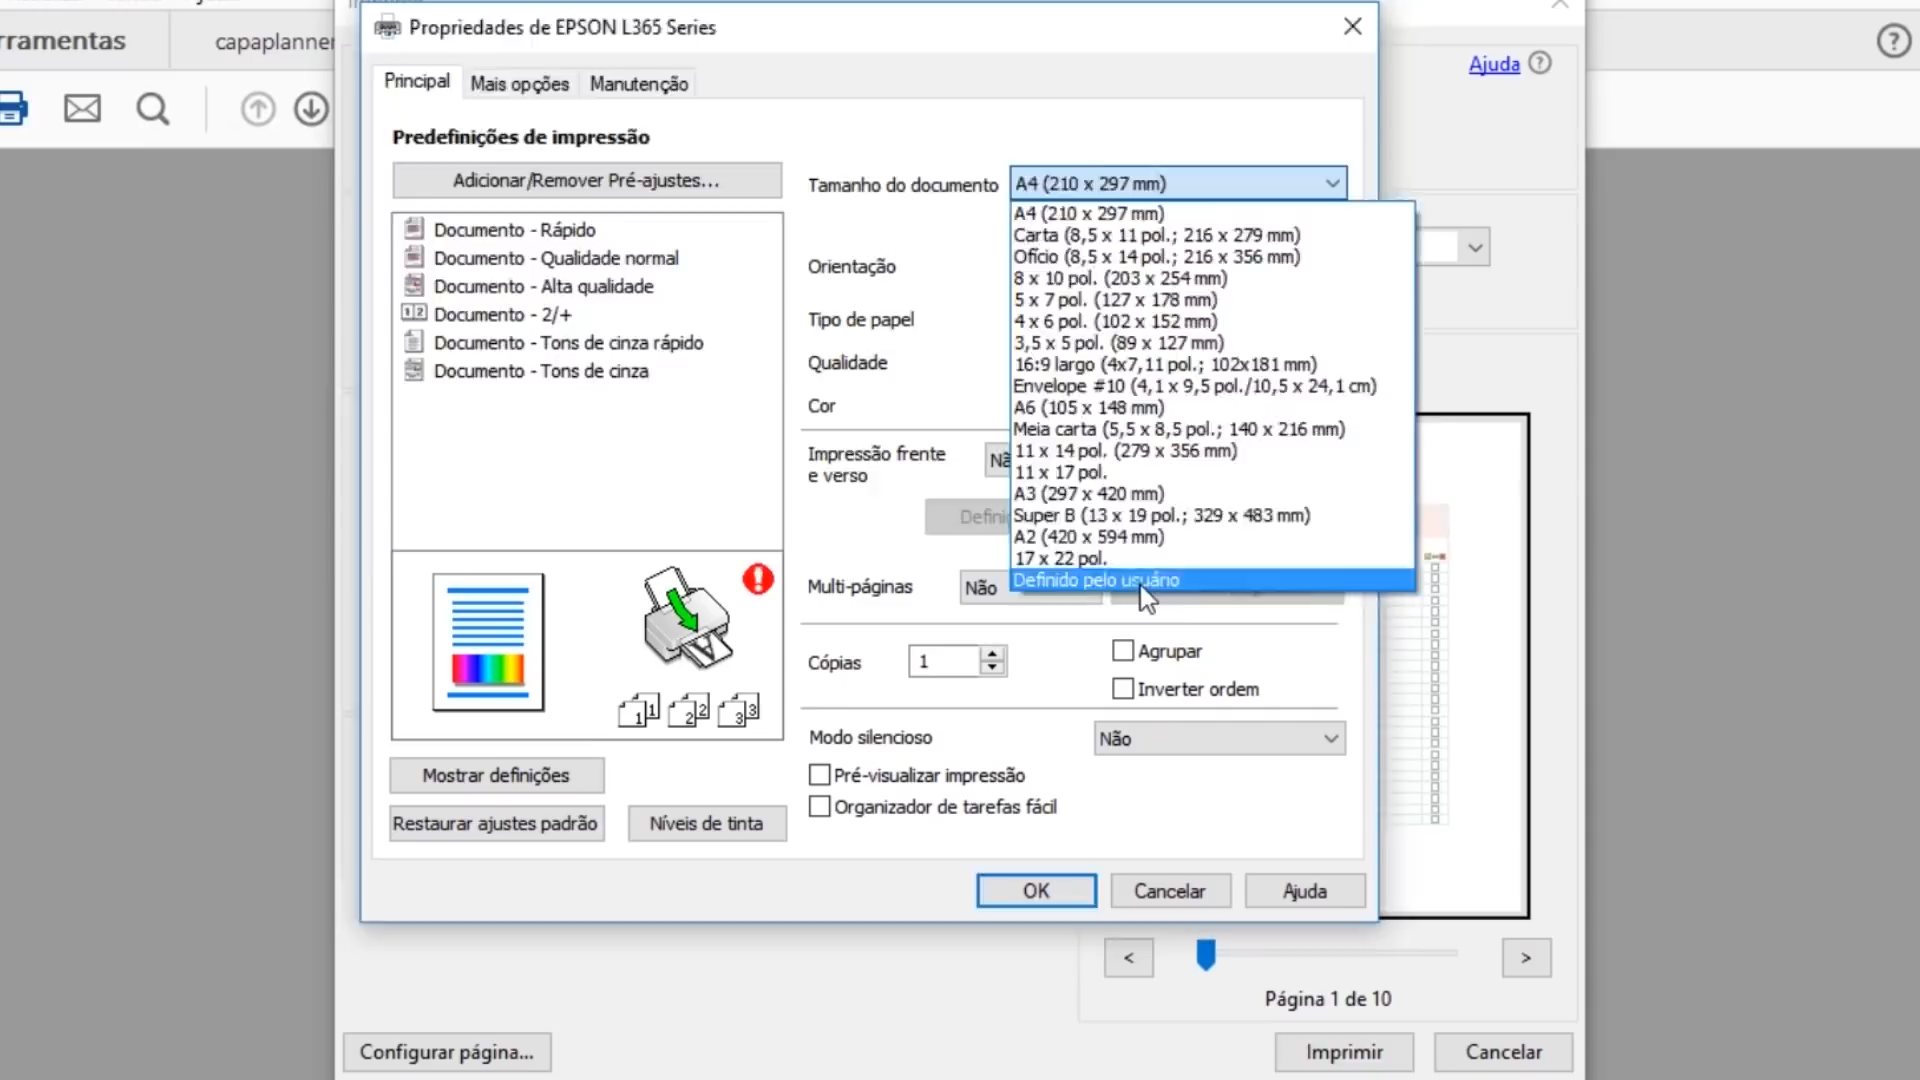 rramentas
capaplanner
Propriedades de EPSON L365 Series
Ajuda
Principal
Mais opções
Manutenção
Predefinições de impressão
Adicionar/Remover Pré-ajustes...
Documento - Rápido
Documento - Qualidade normal
Documento - Alta qualidade
Documento - 2/+
Documento - Tons de cinza rápido
Documento - Tons de cinza
Tamanho do documento
A4 (210 x 297 mm)
A4 (210 x 297 mm)
Carta (8,5 x 11 pol.; 216 x 279 mm)
Ofício (8,5 x 14 pol.; 216 x 356 mm)
8 x 10 pol. (203 x 254 mm)
5 x 7 pol. (127 x 178 mm)
4 x 6 pol. (102 x 152 mm)
3,5 x 5 pol. (89 x 127 mm)
16:9 largo (4x7,11 pol.; 102x181 mm)
Envelope #10 (4,1 x 9,5 pol./10,5 x 24,1 cm)
A6 (105 x 148 mm)
Meia carta (5,5 x 8,5 pol.; 140 x 216 mm)
11 x 14 pol. (279 x 356 mm)
11 x 17 pol.
A3 (297 x 420 mm)
Super B (13 x 19 pol.; 329 x 483 mm)
A2 (420 x 594 mm)
17 x 22 pol.
Definido pelo usuário
Orientação
Tipo de papel
Qualidade
Cor
Impressão frente
e verso
Nã
Defini
Multi-páginas
Não
Cópias
1
Agrupar
Inverter ordem
Modo silencioso
Não
Pré-visualizar impressão
Organizador de tarefas fácil
1 2
1 1
2 2
3 3
Mostrar definições
Restaurar ajustes padrão
Níveis de tinta
OK
Cancelar
Ajuda
<
>
Página 1 de 10
Configurar página...
Imprimir
Cancelar